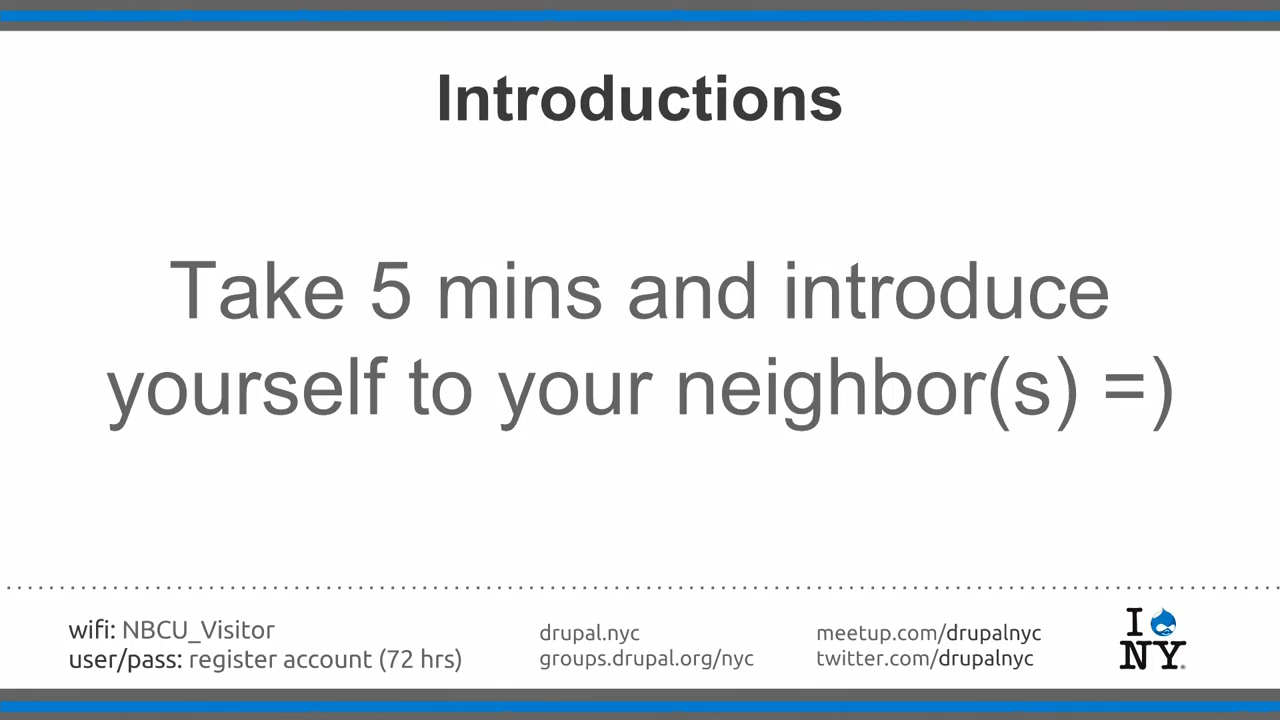 Introductions
Take 5 mins and introduce
yourself to your neighbor(s) =)
wifi: NBCU_Visitor
user/pass: register account (72 hrs)
drupal.nyc
groups.drupal.org/nyc
meetup.com/drupalnyc
twitter.com/drupalnyc
I
NY